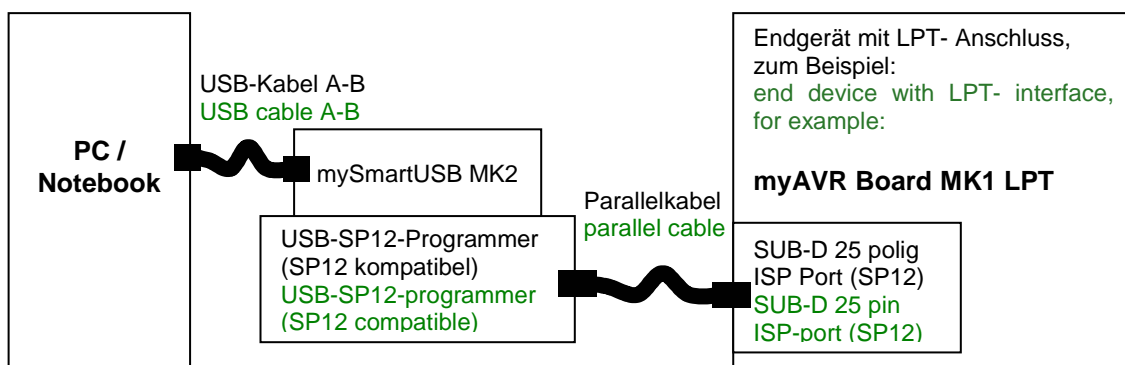 PC /
Notebook
USB-Kabel A-B
USB cable A-B
mySmartUSB MK2
USB-SP12-Programmer
(SP12 kompatibel)
USB-SP12-programmer
(SP12 compatible)
Parallelkabel
parallel cable
Endgerät mit LPT- Anschluss,
zum Beispiel:
end device with LPT- interface,
for example:
myAVR Board MK1 LPT
SUB-D 25 polig
ISP Port (SP12)
SUB-D 25 pin
ISP-port (SP12)